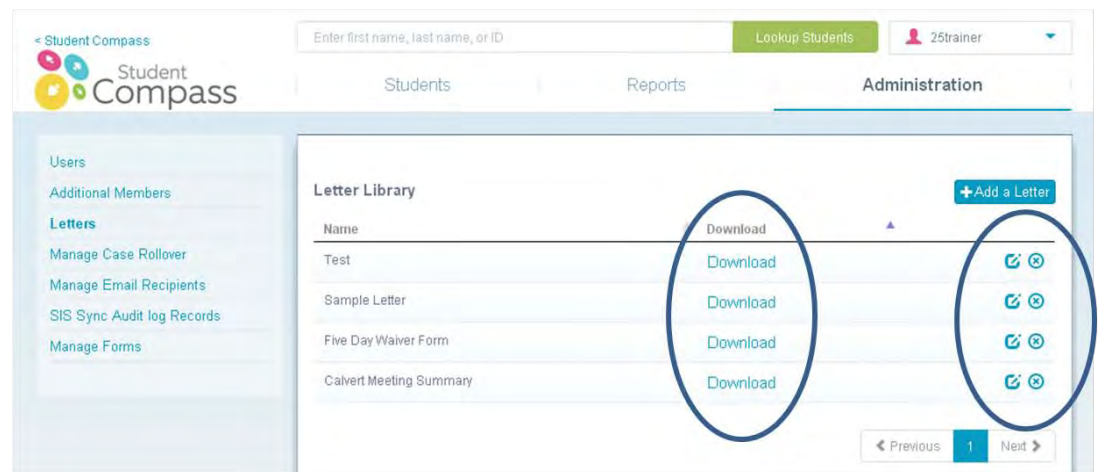 < Student Compass
Enter first name, last name, or ID
Lookup Students
25trainer
Student
Compass
Students
Reports
Administration
Users
Additional Members
Letters
Manage Case Rollover
Manage Email Recipients
SIS Sync Audit log Records
Manage Forms
Letter Library
+Add a Letter
Name Download
Test Download
Sample Letter Download
Five Day Waiver Form Download
Calvert Meeting Summary Download
Previous 1 Next